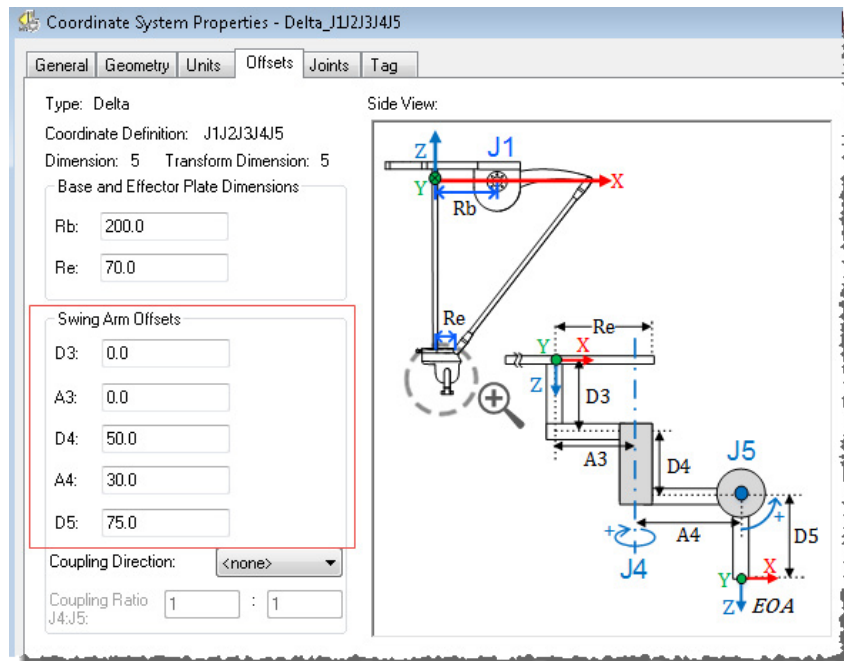 Coordinate System Properties - Delta_J1J2J3J4J5
General Geometry Units Offsets Joints Tag
Type: Delta
Coordinate Definition: J1J2J3J4J5
Dimension: 5 Transform Dimension: 5
Base and Effector Plate Dimensions
Rb: 200.0
Re: 70.0
Swing Arm Offsets
D3: 0.0
A3: 0.0
D4: 50.0
A4: 30.0
D5: 75.0
Coupling Direction: <none>
Coupling Ratio J4:J5: 1 : 1
Side View:
Z J1
Y X
Rb
Re
Re
Y X
Z D3
A3 D4 J5
+ A4 + D5
J4
Y X
Z EOA